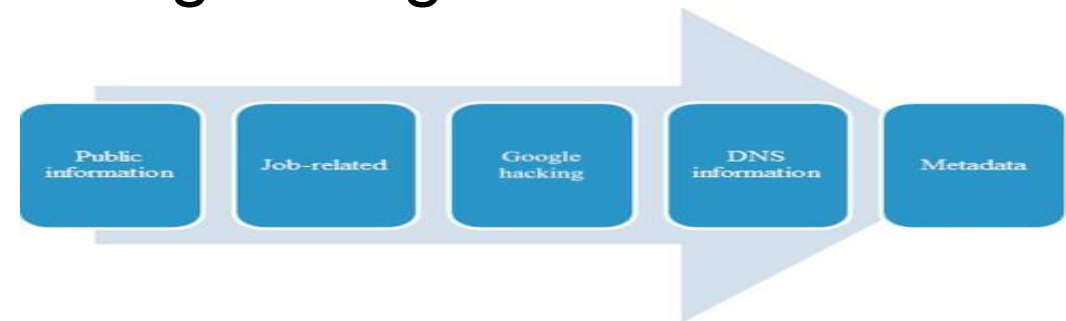 Public
information
Job-related
Google
hacking
DNS
information
Metadata